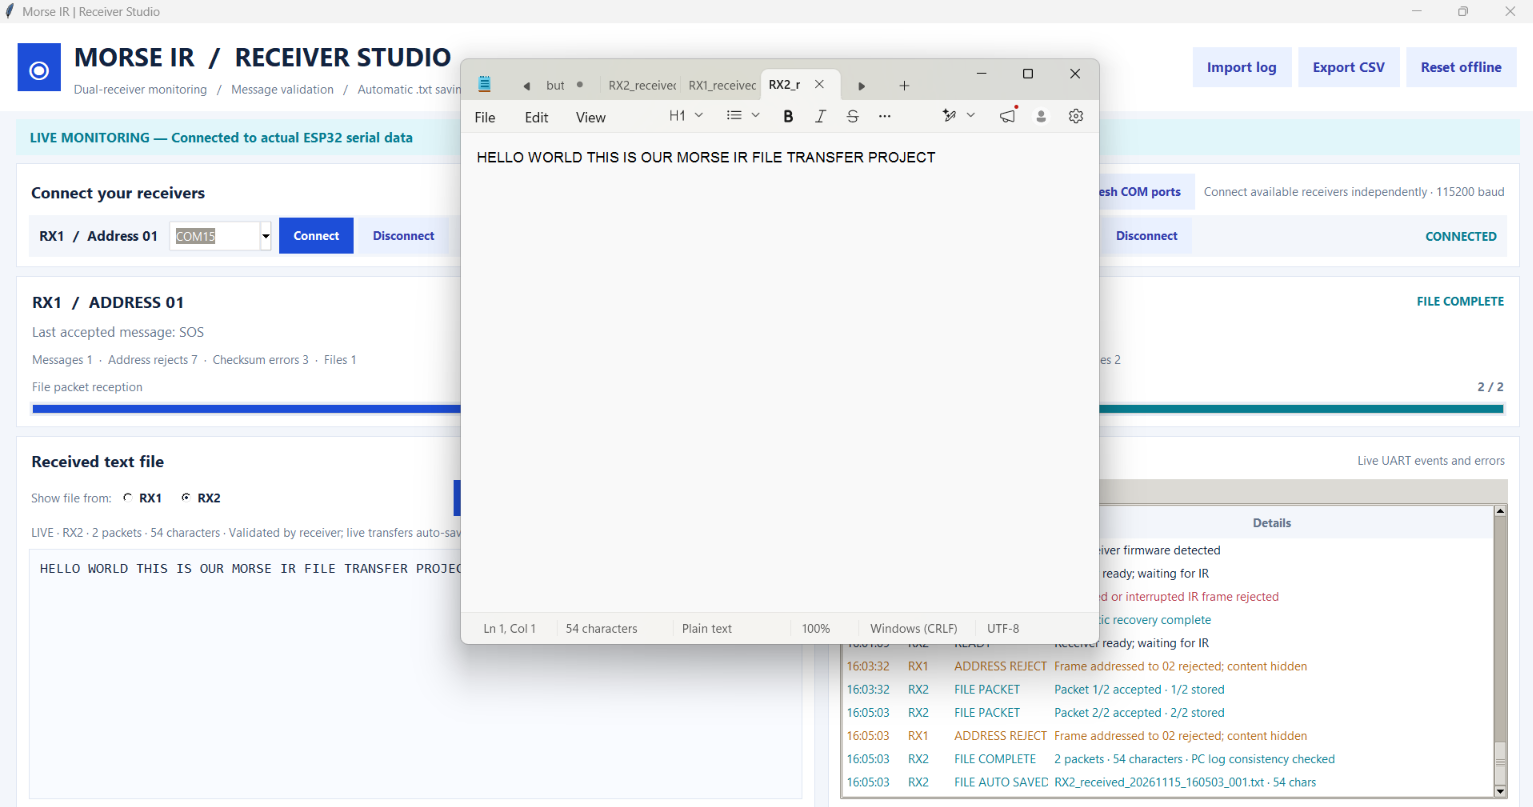 Morse IR | Receiver Studio
MORSE IR / RECEIVER STUDIO
Dual-receiver monitoring / Message validation / Automatic .txt
Import log
Export CSV
Reset offline
LIVE MONITORING — Connected to actual ESP32 serial data
Connect your receivers
COM ports
Connect available receivers independently · 115200 baud
RX1 / Address 01
COM15
Connect
Disconnect
Disconnect
CONNECTED
RX1 / ADDRESS 01
FILE COMPLETE
Last accepted message: SOS
Messages 1 · Address rejects 7 · Checksum errors 3 · Files 1
2
File packet reception
2 / 2
Received text file
Live UART events and errors
Show file from:
RX1
RX2
LIVE · RX2 · 2 packets · 54 characters · Validated by receiver; live transfers
HELLO WORLD THIS IS OUR MORSE IR FILE TRANSFER PROJEC
but
RX2_receive
RX1_receivec
RX2_r
File
Edit
View
H1
B
I
S
HELLO WORLD THIS IS OUR MORSE IR FILE TRANSFER PROJECT
Ln 1, Col 1
54 characters
Plain text
100%
Windows (CRLF)
UTF-8
Details
firmware detected
ready; waiting for IR
or interrupted IR frame rejected
recovery complete
RX2 READY Receiver ready; waiting for IR
16:03:32 RX1 ADDRESS REJECT Frame addressed to 02 rejected; content hidden
16:03:32 RX2 FILE PACKET Packet 1/2 accepted · 1/2 stored
16:05:03 RX2 FILE PACKET Packet 2/2 accepted · 2/2 stored
16:05:03 RX1 ADDRESS REJECT Frame addressed to 02 rejected; content hidden
16:05:03 RX2 FILE COMPLETE 2 packets · 54 characters · PC log consistency checked
16:05:03 RX2 FILE AUTO SAVED RX2_received_20261115_160503_001.txt · 54 chars